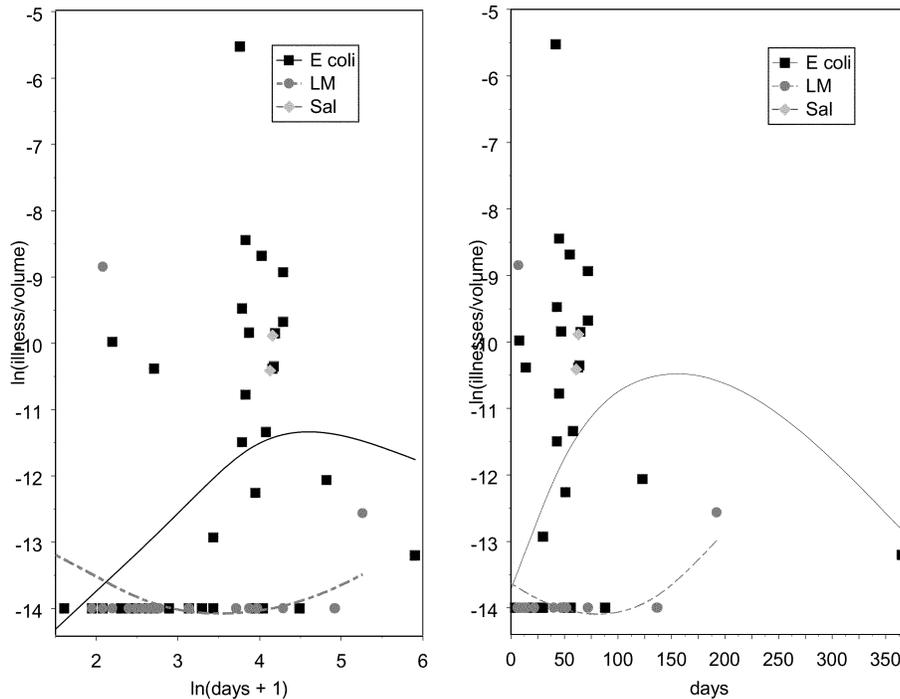 -5
-6
-7
-8
-9
-10
-11
-12
-13
-14
ln(illness/volume)
E coli
LM
Sal
2 3 4 5 6
ln(days + 1)
-5
-6
-7
-8
-9
-10
-11
-12
-13
-14
ln(illnesses/volume)
E coli
LM
Sal
0 50 100 150 200 250 300 350
days